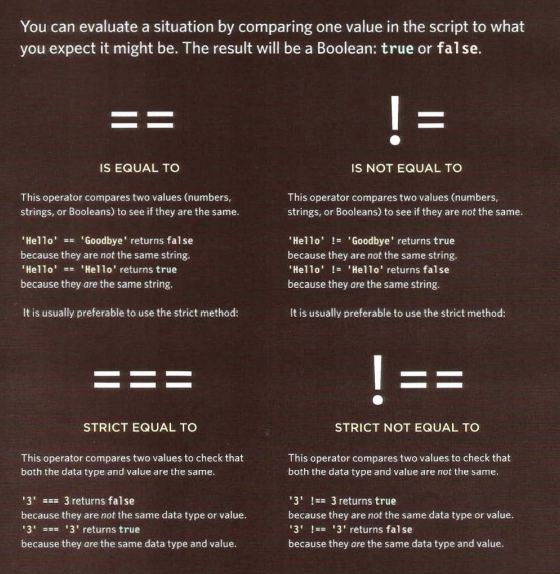 You can evaluate a situation by comparing one value in the script to what
you expect it might be. The result will be a Boolean: true or false.
==
IS EQUAL TO
This operator compares two values (numbers,
strings, or Booleans) to see if they are the same.
'Hello' == 'Goodbye' returns false
because they are not the same string.
'Hello' == 'Hello' returns true
because they are the same string.
It is usually preferable to use the strict method:
!=
IS NOT EQUAL TO
This operator compares two values (numbers,
strings, or Booleans) to see if they are not the same.
'Hello' != 'Goodbye' returns true
because they are not the same string.
'Hello' != 'Hello' returns false
because they are the same string.
It is usually preferable to use the strict method:
===
STRICT EQUAL TO
This operator compares two values to check that
both the data type and value are the same.
'3' === 3 returns false
because they are not the same data type or value.
'3' === '3' returns true
because they are the same data type and value.
!==
STRICT NOT EQUAL TO
This operator compares two values to check that
both the data type and value are not the same.
'3' !== 3 returns true
because they are not the same data type or value.
'3' !== '3' returns false
because they are the same data type and value.